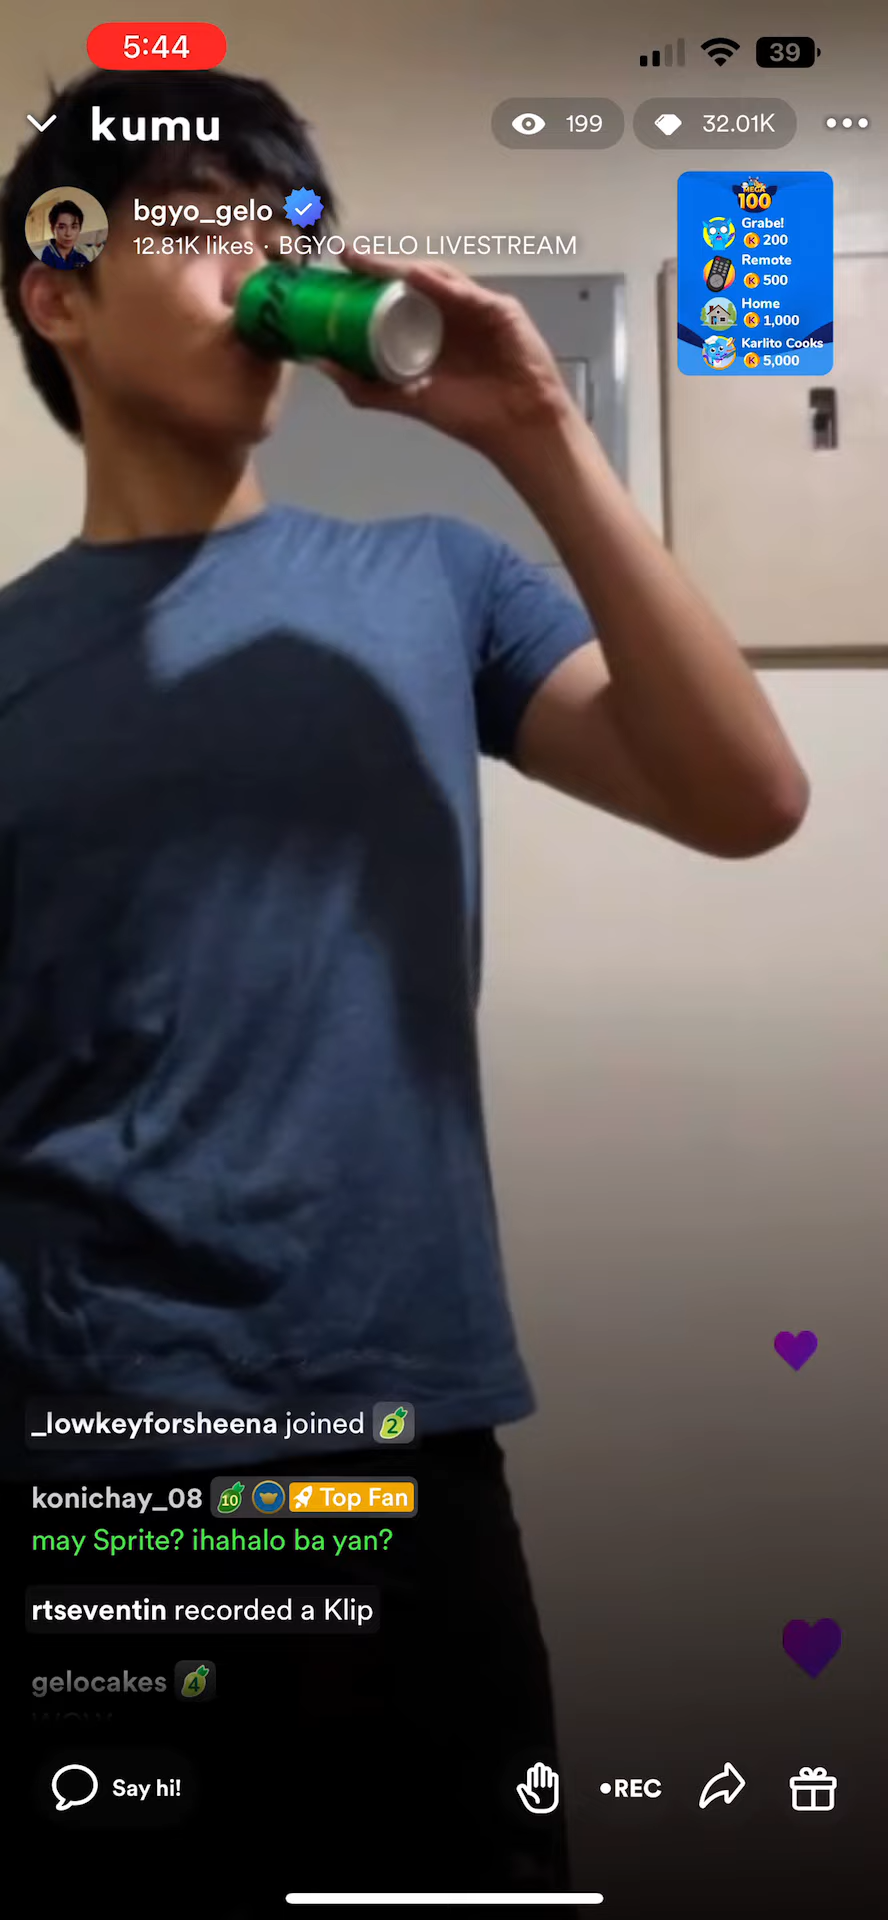 5:44
39
kumu
199
32.01K
bgyo_gelo
12.81K likes · BGYO GELO LIVESTREAM
MEGA
100
Grabe!
K 200
Remote
K 500
Home
K 1,000
Karlito Cooks
K 5,000
_lowkeyforsheena joined 2
konichay_08 10 Top Fan
may Sprite? ihahalo ba yan?
rtseventin recorded a Klip
gelocakes 4
Say hi!
•REC